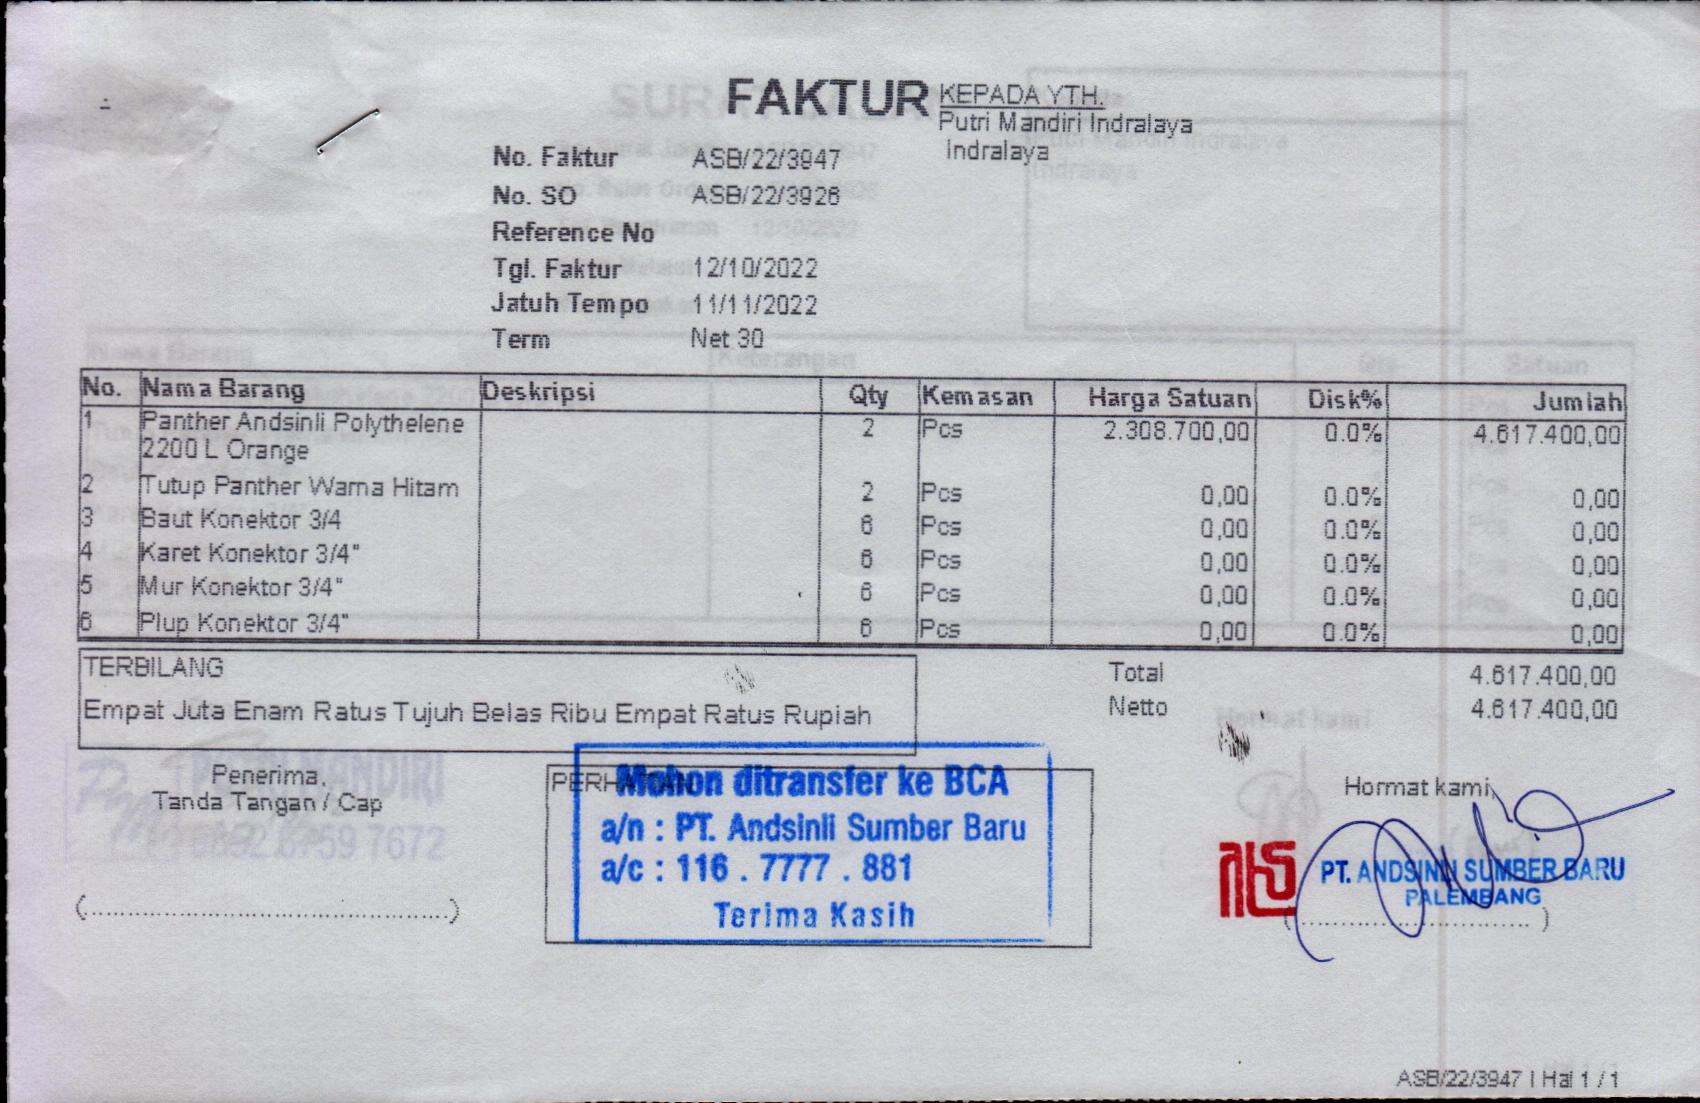 FAKTUR
KEPADA YTH.
Putri Mandiri Indralaya
Indralaya
No. Faktur ASB/22/3947
No. SO ASB/22/3926
Reference No
Tgl. Faktur 12/10/2022
Jatuh Tempo 11/11/2022
Term Net 30
No. Nama Barang Deskripsi Qty Kemasan Harga Satuan Disk% Jumlah
1 Panther Andsinli Polythelene 2 Pcs 2.308.700,00 0.0% 4.617.400,00
2200 L Orange
2 Tutup Panther Warna Hitam 2 Pcs 0,00 0.0% 0,00
3 Baut Konektor 3/4 6 Pcs 0,00 0.0% 0,00
4 Karet Konektor 3/4" 6 Pcs 0,00 0.0% 0,00
5 Mur Konektor 3/4" 6 Pcs 0,00 0.0% 0,00
6 Plup Konektor 3/4" 6 Pcs 0,00 0.0% 0,00
TERBILANG
Empat Juta Enam Ratus Tujuh Belas Ribu Empat Ratus Rupiah
Total 4.617.400,00
Netto 4.617.400,00
Penerima,
Tanda Tangan / Cap
(..................................................)
Mohon ditransfer ke BCA
a/n : PT. Andsinli Sumber Baru
a/c : 116 . 7777 . 881
Terima Kasih
Hormat kami,
PT. ANDSINLI SUMBER BARU
PALEMBANG
(..................................)
ASB/22/3947 | Hal 1 / 1